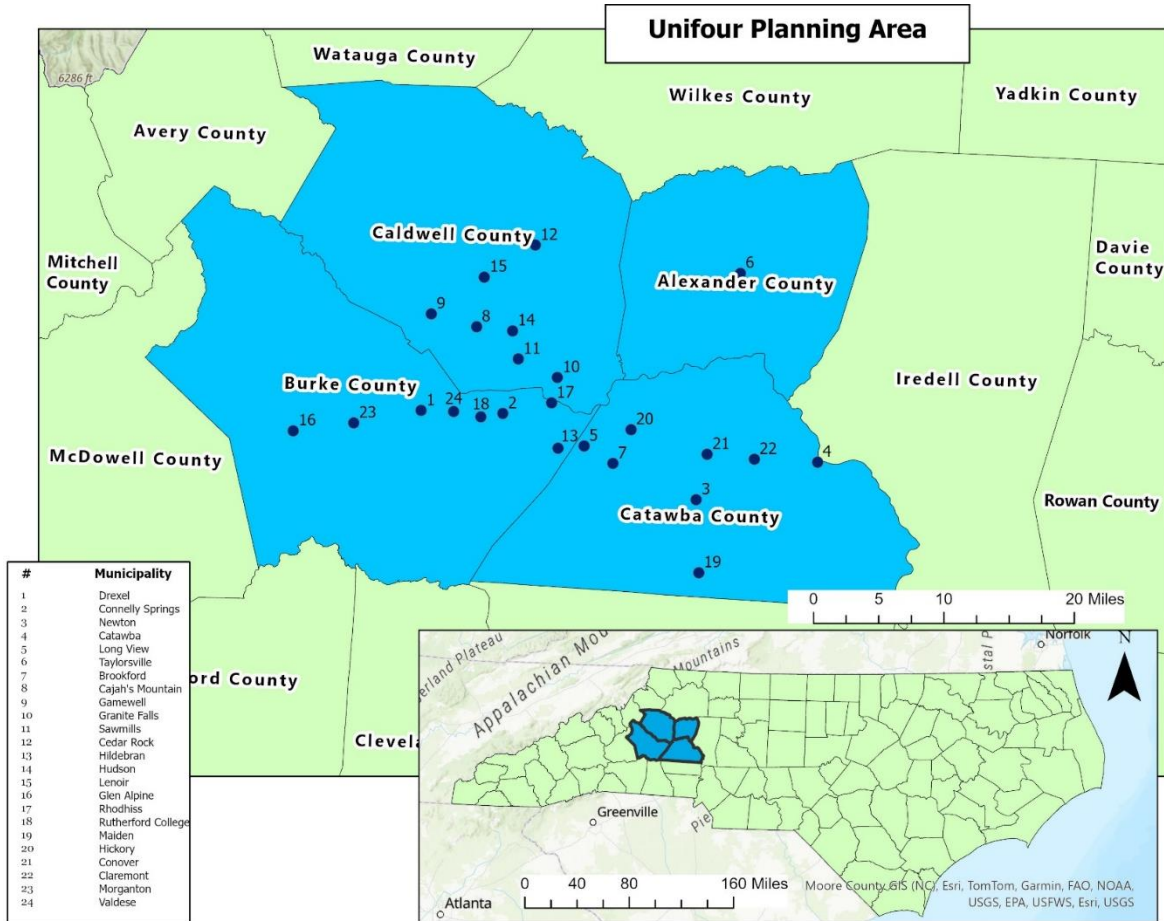 Unifour Planning Area
Watauga County
6286 ft
Wilkes County
Yadkin County
Avery County
Caldwell County
12
Mitchell
County
15
6
Alexander County
Davie
County
9
8
14
11
10
Iredell County
Burke County
1
24
18
2
17
16
23
20
13
5
7
21
22
4
McDowell County
3
Catawba County
Rowan County
19
# Municipality
1 Drexel
2 Connelly Springs
3 Newton
4 Catawba
5 Long View
6 Taylorsville
7 Brookford
8 Cajah's Mountain
9 Gamewell
10 Granite Falls
11 Sawmills
12 Cedar Rock
13 Hildebran
14 Hudson
15 Lenoir
16 Glen Alpine
17 Rhodhiss
18 Rutherford College
19 Maiden
20 Hickory
21 Conover
22 Claremont
23 Morganton
24 Valdese
ord County
Clevela
0 5 10 20 Miles
erland Plateau
Appalachian Mou
Mountains
stal P
Norfolk
N
Greenville
Pie
Atlanta
0 40 80 160 Miles
Moore County GIS (NC), Esri, TomTom, Garmin, FAO, NOAA,
USGS, EPA, USFWS, Esri, USGS